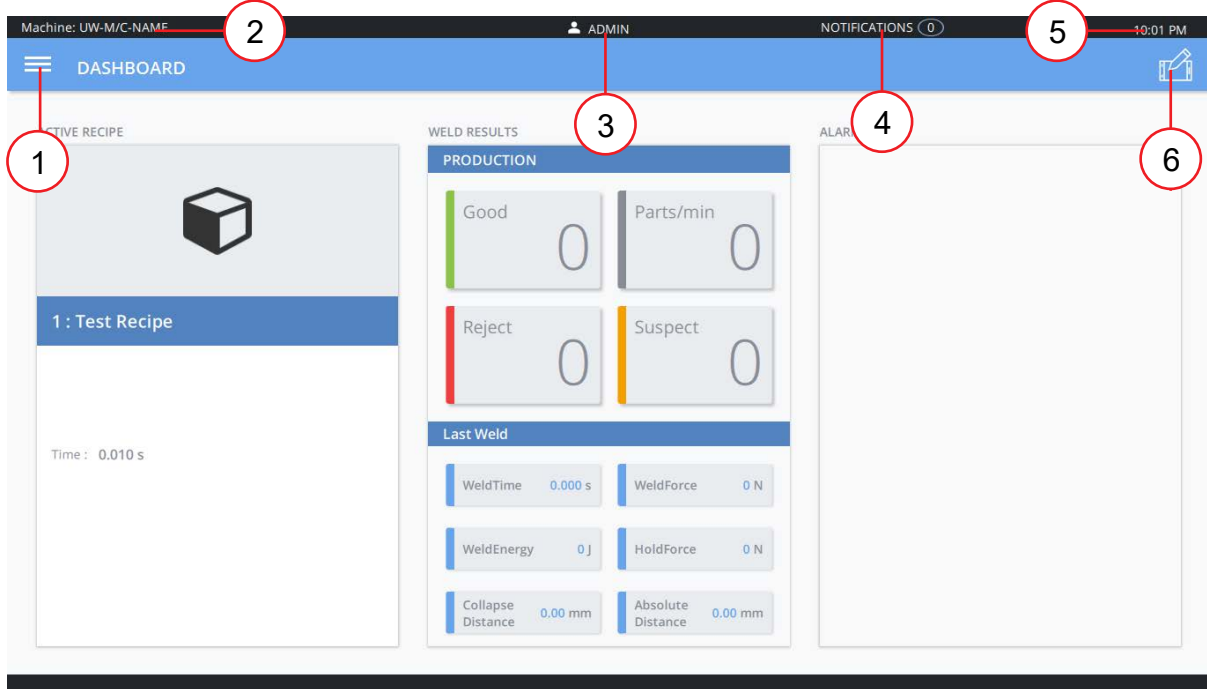 Machine: UW-M/C-NAME
2
ADMIN
NOTIFICATIONS 0
5
10:01 PM
DASHBOARD
1
3
4
6
ACTIVE RECIPE
1 : Test Recipe
Time : 0.010 s
WELD RESULTS
PRODUCTION
Good
0
Parts/min
0
Reject
0
Suspect
0
Last Weld
WeldTime 0.000 s
WeldForce 0 N
WeldEnergy 0 J
HoldForce 0 N
Collapse
Distance 0.00 mm
Absolute
Distance 0.00 mm